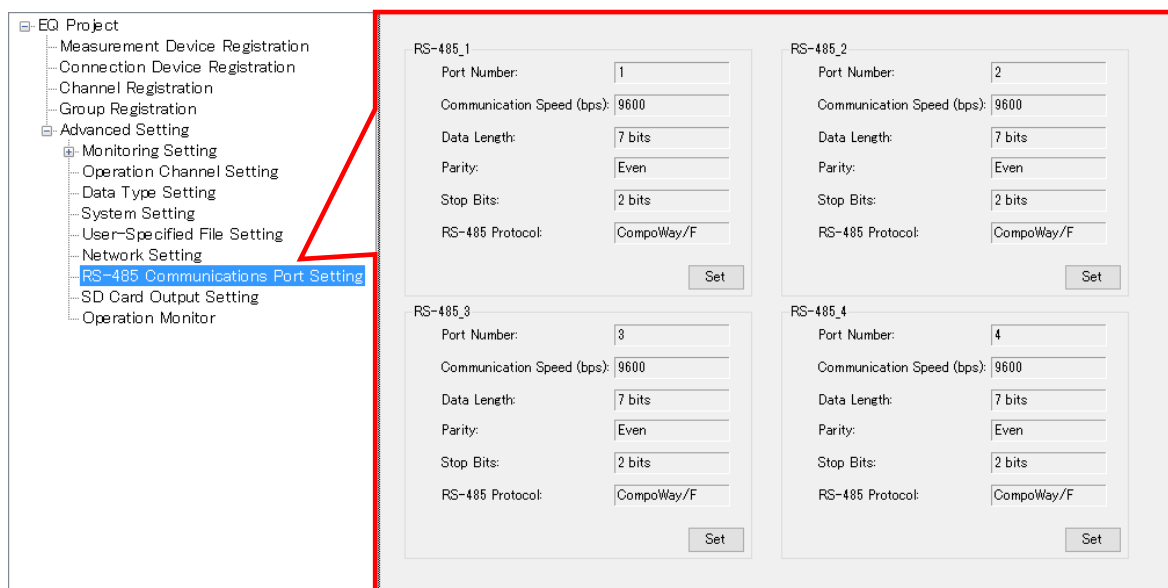 EQ Project
Measurement Device Registration
Connection Device Registration
Channel Registration
Group Registration
Advanced Setting
Monitoring Setting
Operation Channel Setting
Data Type Setting
System Setting
User-Specified File Setting
Network Setting
RS-485 Communications Port Setting
SD Card Output Setting
Operation Monitor
RS-485_1
Port Number: 1
Communication Speed (bps): 9600
Data Length: 7 bits
Parity: Even
Stop Bits: 2 bits
RS-485 Protocol: CompoWay/F
Set
RS-485_2
Port Number: 2
Communication Speed (bps): 9600
Data Length: 7 bits
Parity: Even
Stop Bits: 2 bits
RS-485 Protocol: CompoWay/F
Set
RS-485_3
Port Number: 3
Communication Speed (bps): 9600
Data Length: 7 bits
Parity: Even
Stop Bits: 2 bits
RS-485 Protocol: CompoWay/F
Set
RS-485_4
Port Number: 4
Communication Speed (bps): 9600
Data Length: 7 bits
Parity: Even
Stop Bits: 2 bits
RS-485 Protocol: CompoWay/F
Set